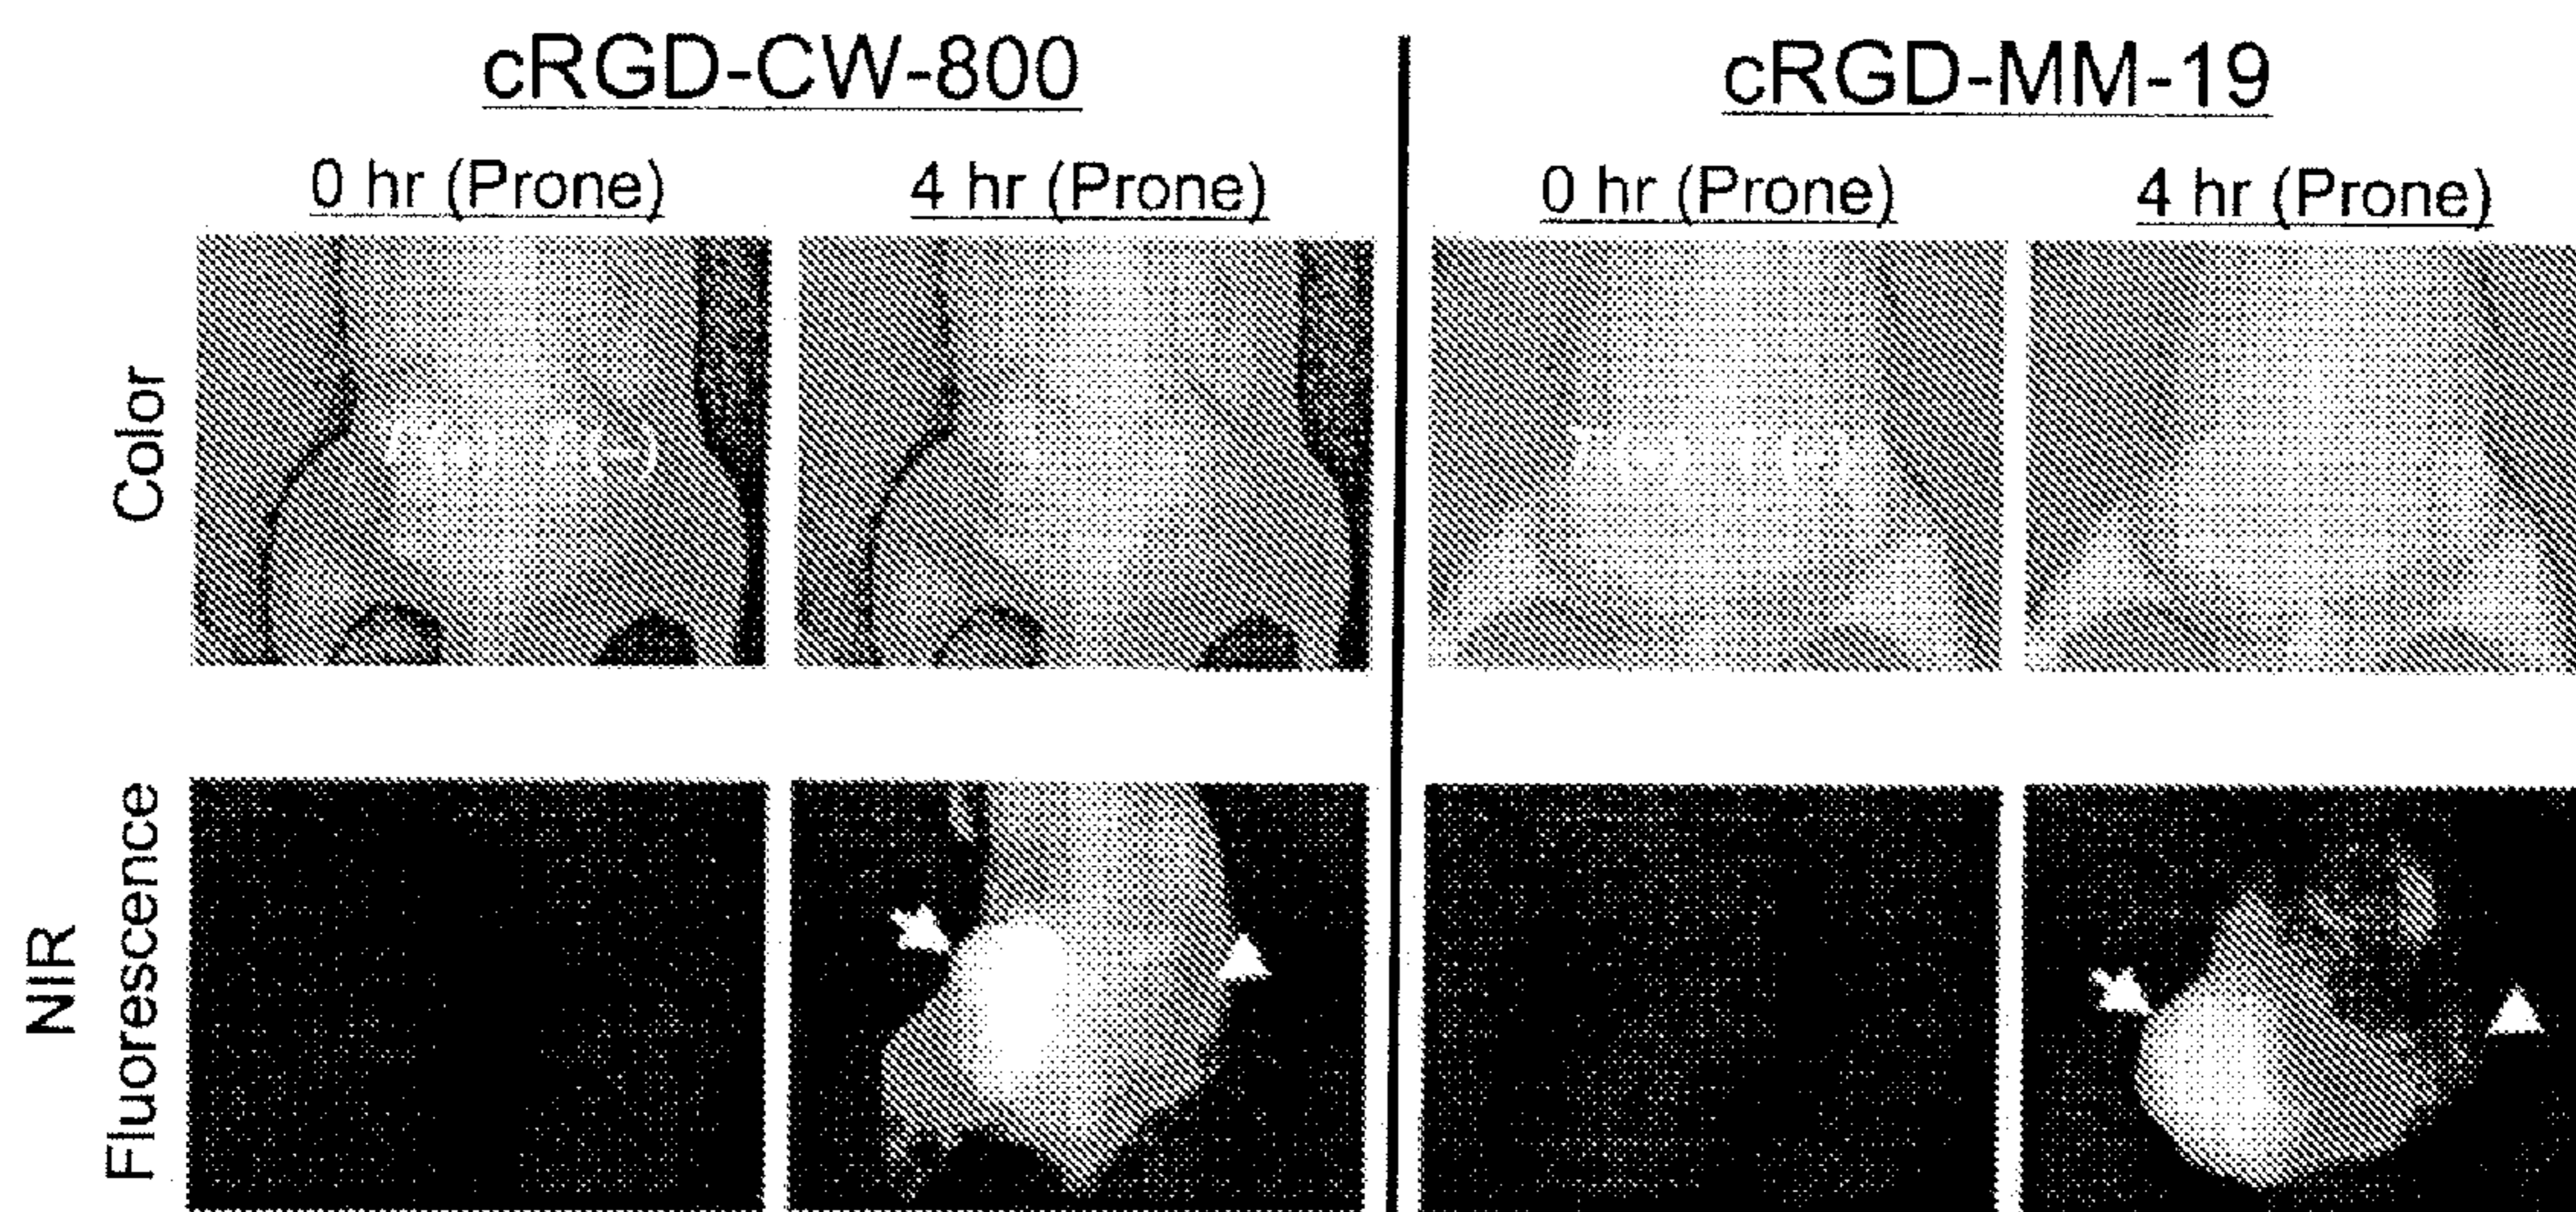 cRGD-CW-800
cRGD-MM-19
0 hr (Prone)
4 hr (Prone)
0 hr (Prone)
4 hr (Prone)
Color
NIR
Fluorescence